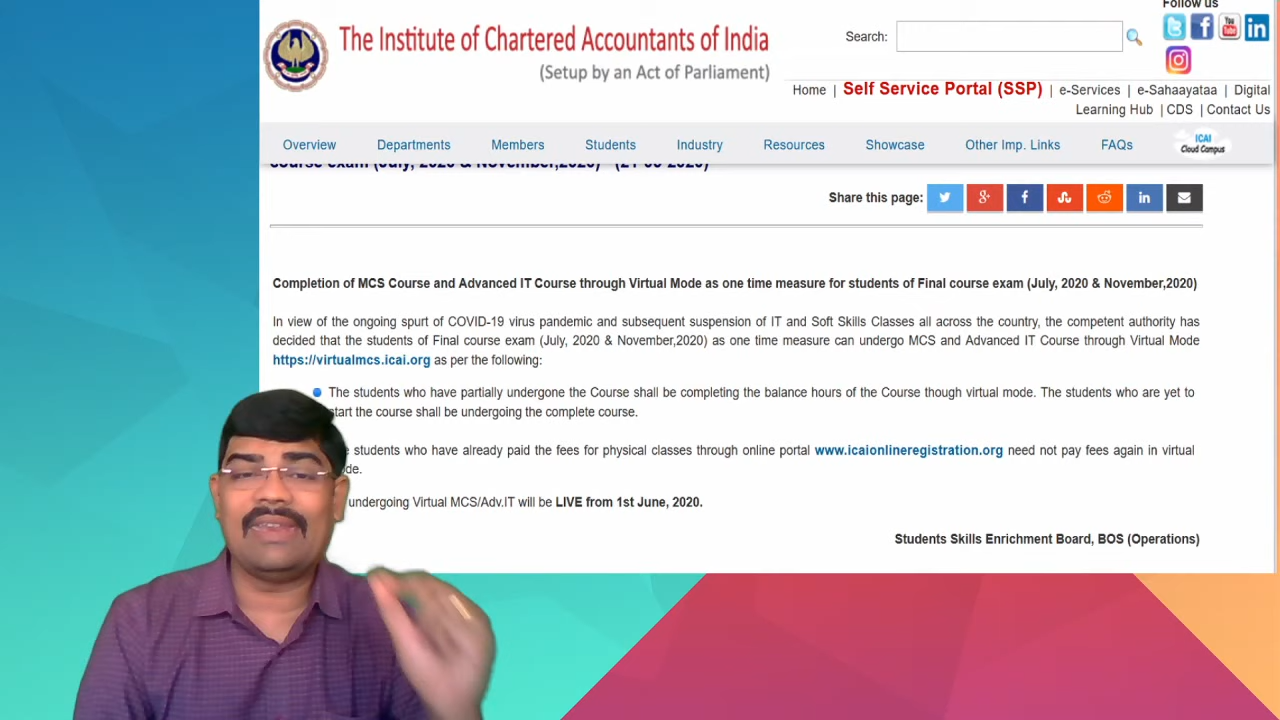 Follow us
The Institute of Chartered Accountants of India
(Setup by an Act of Parliament)
Search:
Home | Self Service Portal (SSP) | e-Services | e-Sahaayataa | Digital
Learning Hub | CDS | Contact Us
Overview Departments Members Students Industry Resources Showcase Other Imp. Links FAQs ICAI Cloud Campus
course exam (July, 2020 & November,2020) - (21-05-2020)
Share this page:
Completion of MCS Course and Advanced IT Course through Virtual Mode as one time measure for students of Final course exam (July, 2020 & November,2020)
In view of the ongoing spurt of COVID-19 virus pandemic and subsequent suspension of IT and Soft Skills Classes all across the country, the competent authority has
decided that the students of Final course exam (July, 2020 & November,2020) as one time measure can undergo MCS and Advanced IT Course through Virtual Mode
https://virtualmcs.icai.org as per the following:
The students who have partially undergone the Course shall be completing the balance hours of the Course though virtual mode. The students who are yet to
start the course shall be undergoing the complete course.
students who have already paid the fees for physical classes through online portal www.icaionlineregistration.org need not pay fees again in virtual
undergoing Virtual MCS/Adv.IT will be LIVE from 1st June, 2020.
Students Skills Enrichment Board, BOS (Operations)